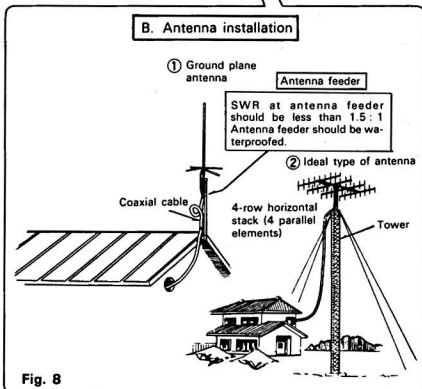 B. Antenna installation
① Ground plane
antenna
Antenna feeder
SWR at antenna feeder
should be less than 1.5 : 1
Antenna feeder should be wa-
terproofed.
② Ideal type of antenna
Coaxial cable
4-row horizontal
stack (4 parallel
elements)
Tower
Fig. 8